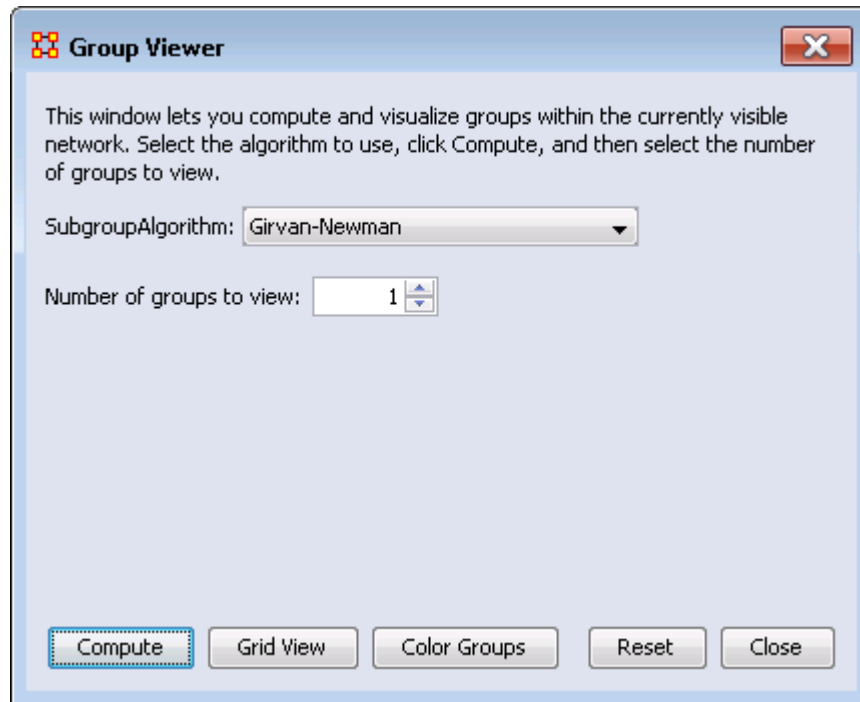 Group Viewer
This window lets you compute and visualize groups within the currently visible
network. Select the algorithm to use, click Compute, and then select the number
of groups to view.
SubgroupAlgorithm: Girvan-Newman
Number of groups to view: 1
Compute Grid View Color Groups Reset Close